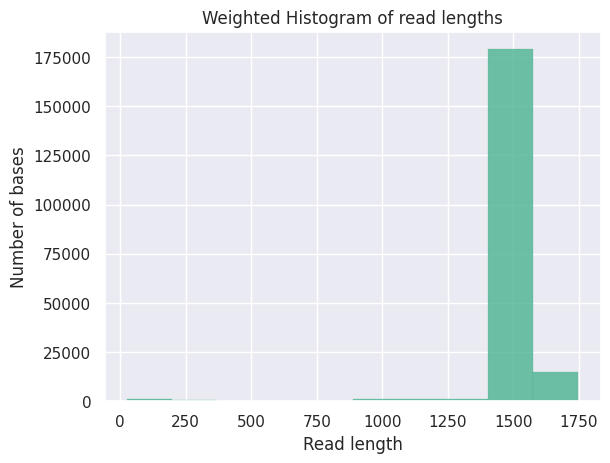 Weighted Histogram of read lengths
175000
150000
125000
100000
75000
50000
25000
0
Number of bases
0 250 500 750 1000 1250 1500 1750
Read length